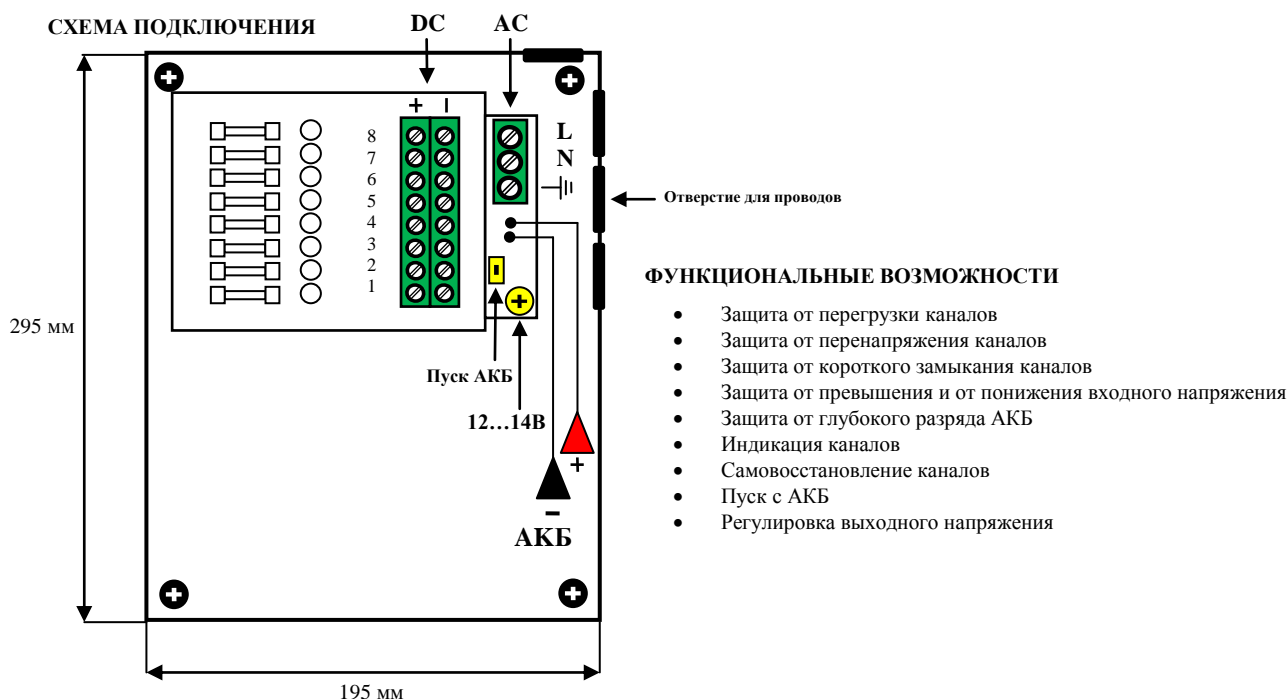 СХЕМА ПОДКЛЮЧЕНИЯ
DC
AC
+ -
8
7
6
5
4
3
2
1
L
N
Отверстие для проводов
295 мм
Пуск АКБ
12…14В
+
-
АКБ
195 мм
ФУНКЦИОНАЛЬНЫЕ ВОЗМОЖНОСТИ
• Защита от перегрузки каналов
• Защита от перенапряжения каналов
• Защита от короткого замыкания каналов
• Защита от превышения и от понижения входного напряжения
• Защита от глубокого разряда АКБ
• Индикация каналов
• Самовосстановление каналов
• Пуск с АКБ
• Регулировка выходного напряжения